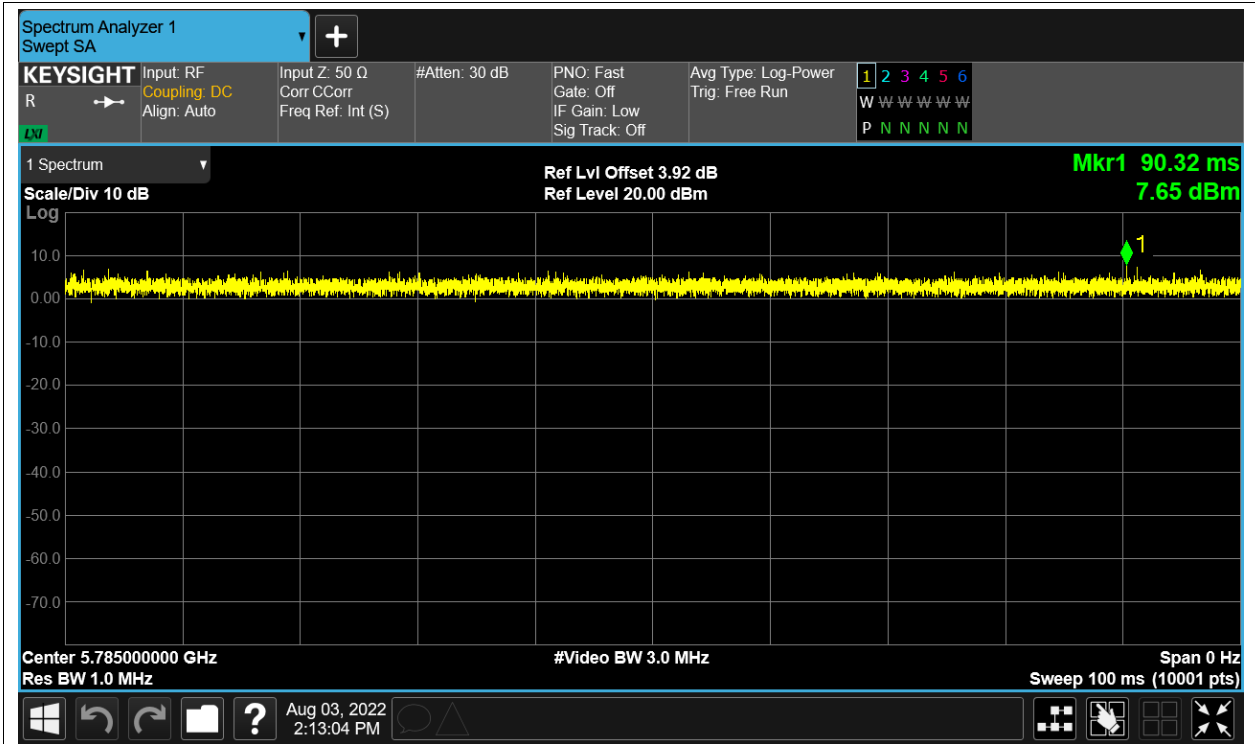 Spectrum Analyzer 1
Swept SA
+
KEYSIGHT
R
LXI
Input: RF
Coupling: DC
Align: Auto
Input Z: 50 Ω
Corr CCorr
Freq Ref: Int (S)
#Atten: 30 dB
PNO: Fast
Gate: Off
IF Gain: Low
Sig Track: Off
Avg Type: Log-Power
Trig: Free Run
1 2 3 4 5 6
W W W W W W
P N N N N N
1 Spectrum
Scale/Div 10 dB
Ref Lvl Offset 3.92 dB
Ref Level 20.00 dBm
Mkr1 90.32 ms
7.65 dBm
Log
1
10.0
0.00
-10.0
-20.0
-30.0
-40.0
-50.0
-60.0
-70.0
Center 5.785000000 GHz
#Video BW 3.0 MHz
Span 0 Hz
Res BW 1.0 MHz
Sweep 100 ms (10001 pts)
?
Aug 03, 2022
2:13:04 PM